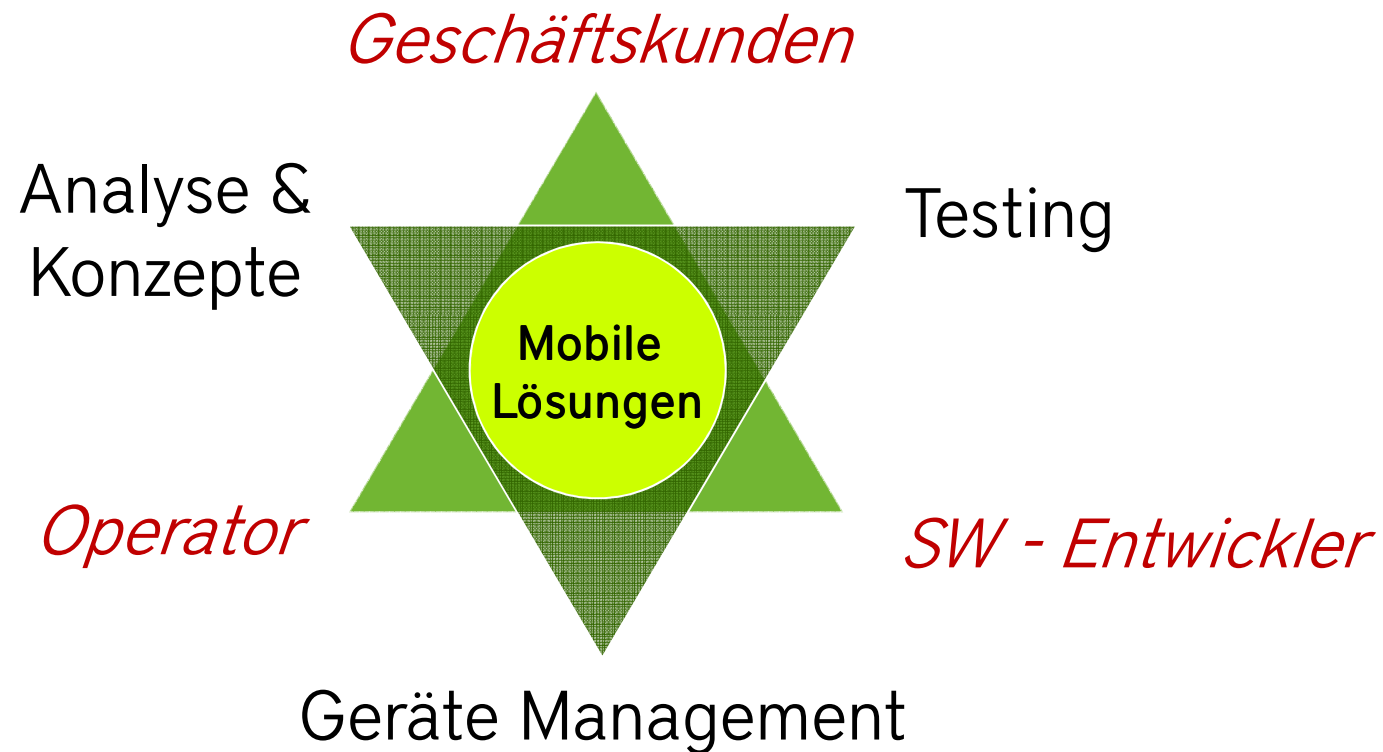 Geschäftskunden
Analyse &
Konzepte
Testing
Mobile
Lösungen
Operator
SW - Entwickler
Geräte Management